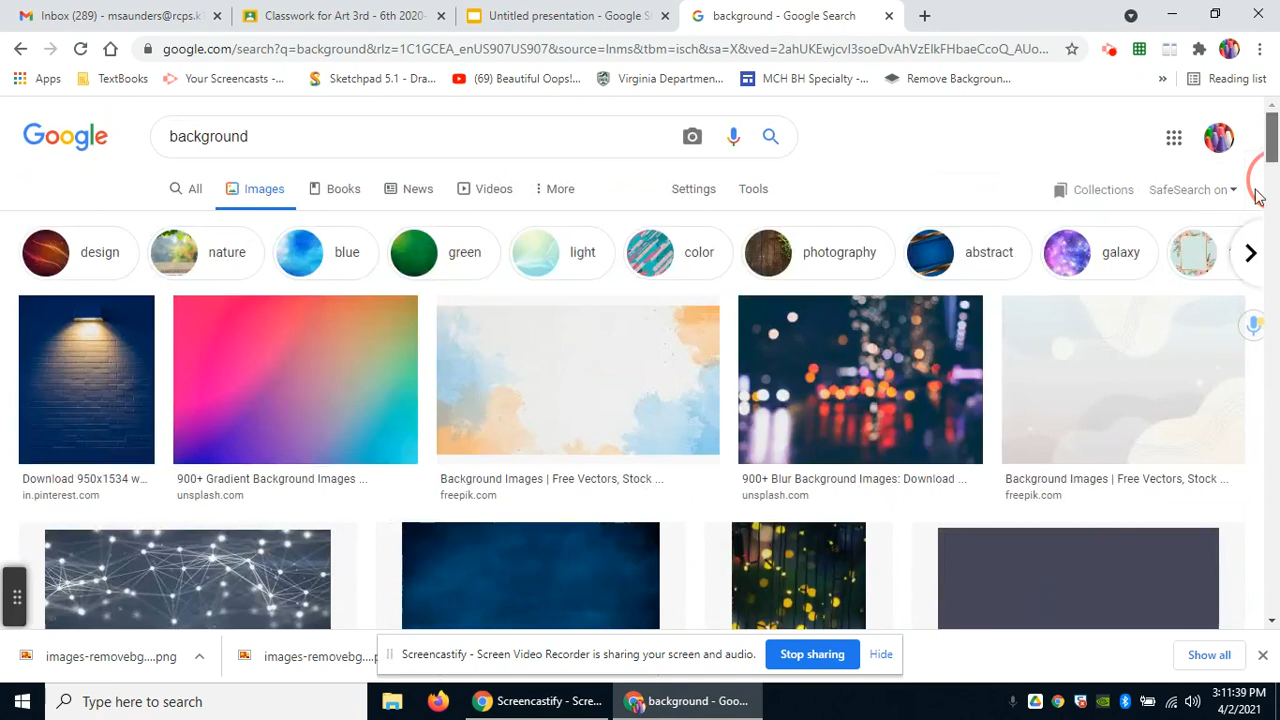 Inbox (289) - msaunders@rcps.k1
Classwork for Art 3rd - 6th 2020-
Untitled presentation - Google S
background - Google Search
google.com/search?q=background&rlz=1C1GCEA_enUS907US907&source=lnms&tbm=isch&sa=X&ved=2ahUKEwjcvI3soeDvAhVzElkFHbaeCcoQ_AUo...
Apps
TextBooks
Your Screencasts -...
Sketchpad 5.1 - Dra...
(69) Beautiful Oops!...
Virginia Departmen...
MCH BH Specialty -...
Remove Backgroun...
»
Reading list
Google
background
All
Images
Books
News
Videos
More
Settings
Tools
Collections
SafeSearch on
design
nature
blue
green
light
color
photography
abstract
galaxy
Download 950x1534 w...
in.pinterest.com
900+ Gradient Background Images ...
unsplash.com
Background Images | Free Vectors, Stock ...
freepik.com
900+ Blur Background Images: Download ...
unsplash.com
Background Images | Free Vectors, Stock ...
freepik.com
images-removebg....png
images-removebg....p
Screencastify - Screen Video Recorder is sharing your screen and audio.
Stop sharing
Hide
Show all
Type here to search
Screencastify - Scree...
background - Goo...
3:11:39 PM
4/2/2021